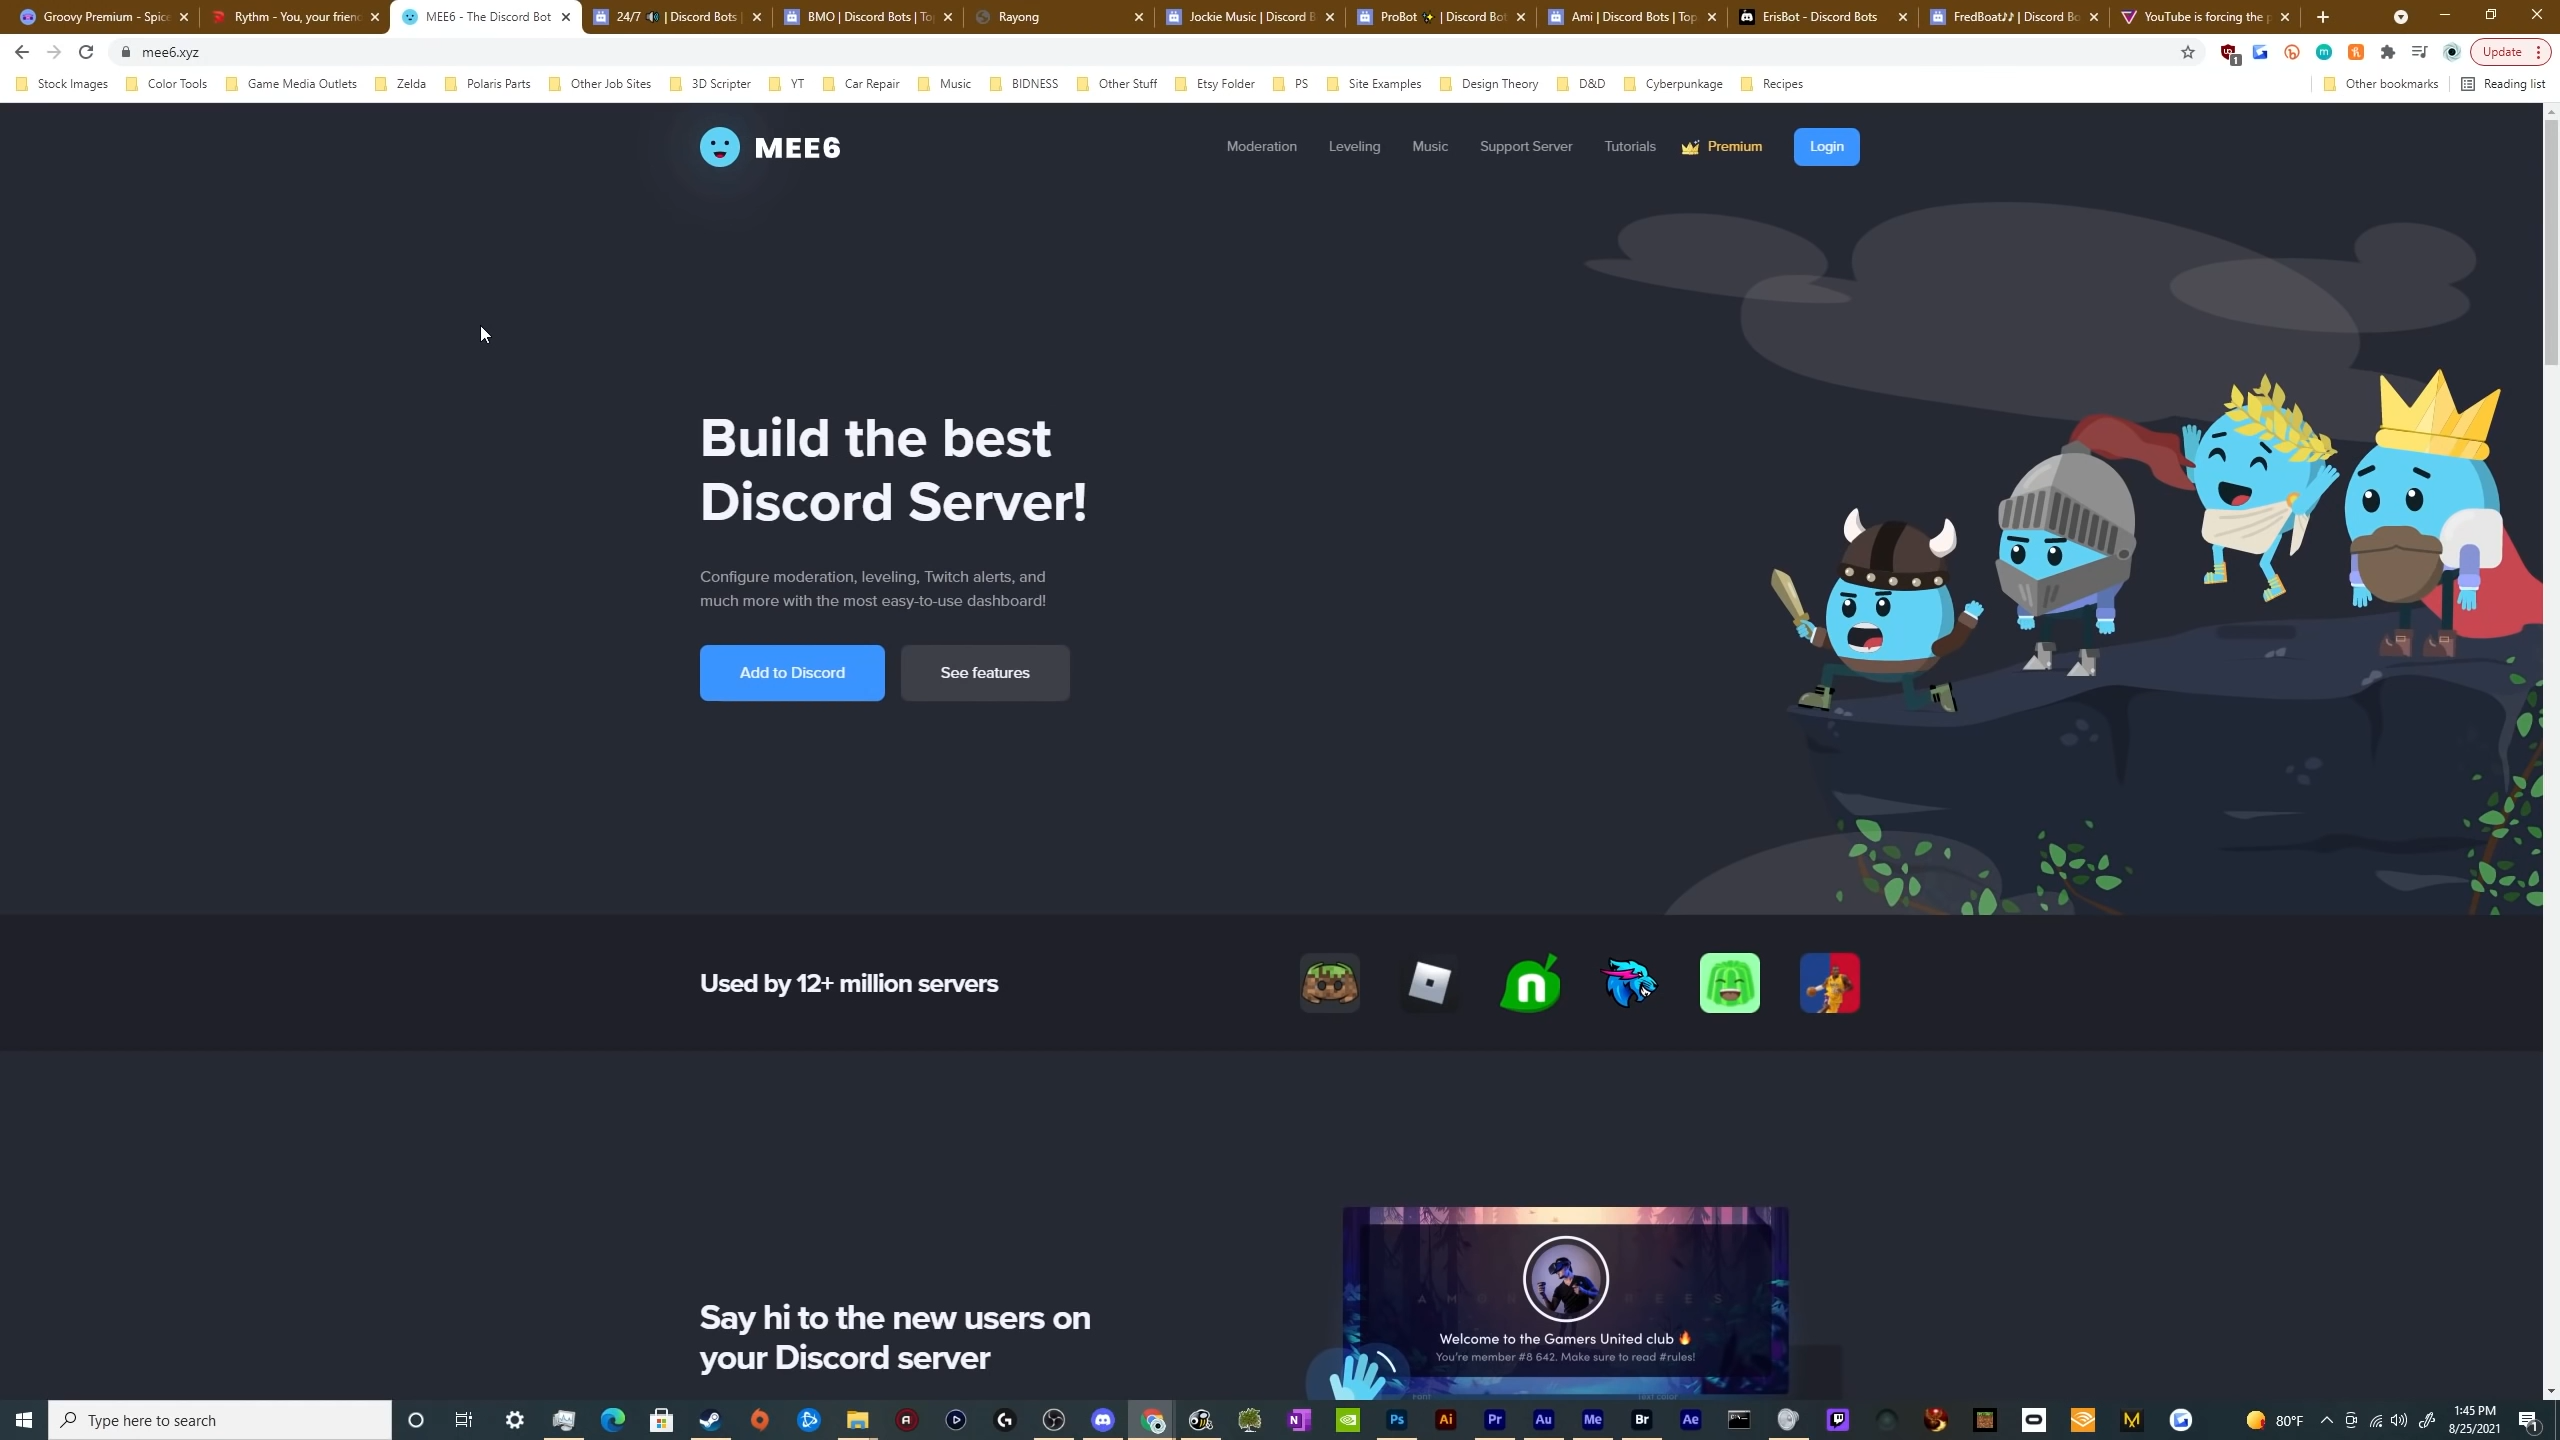 Groovy Premium - Spice
Rythm - You, your frien
MEE6 - The Discord Bot
24/7 🔊 | Discord Bots |
BMO | Discord Bots | To
Rayong
Jockie Music | Discord B
ProBot ✨ | Discord Bot
Ami | Discord Bots | Top
ErisBot - Discord Bots
FredBoat♪♪ | Discord Bo
YouTube is forcing the p
mee6.xyz
Update
Stock Images
Color Tools
Game Media Outlets
Zelda
Polaris Parts
Other Job Sites
3D Scripter
YT
Car Repair
Music
BIDNESS
Other Stuff
Etsy Folder
PS
Site Examples
Design Theory
D&D
Cyberpunkage
Recipes
Other bookmarks
Reading list
MEE6
Moderation
Leveling
Music
Support Server
Tutorials
Premium
Login
Build the best
Discord Server!
Configure moderation, leveling, Twitch alerts, and
much more with the most easy-to-use dashboard!
Add to Discord
See features
Used by 12+ million servers
Say hi to the new users on
your Discord server
Welcome to the Gamers United club 🔥
You're member #8 642. Make sure to read #rules!
Type here to search
Ps
Ai
Pr
Au
Me
Br
Ae
80°F
1:45 PM
8/25/2021